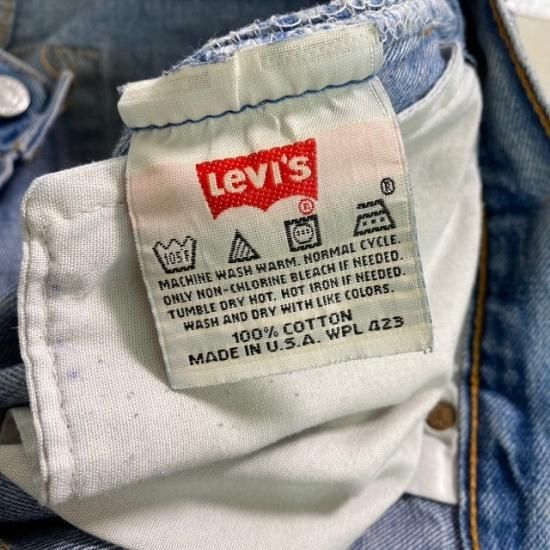 Levi's
®
®
105F
MACHINE WASH WARM. NORMAL CYCLE.
ONLY NON-CHLORINE BLEACH IF NEEDED.
TUMBLE DRY HOT. HOT IRON IF NEEDED.
WASH AND DRY WITH LIKE COLORS.
100% COTTON
MADE IN U.S.A. WPL 423